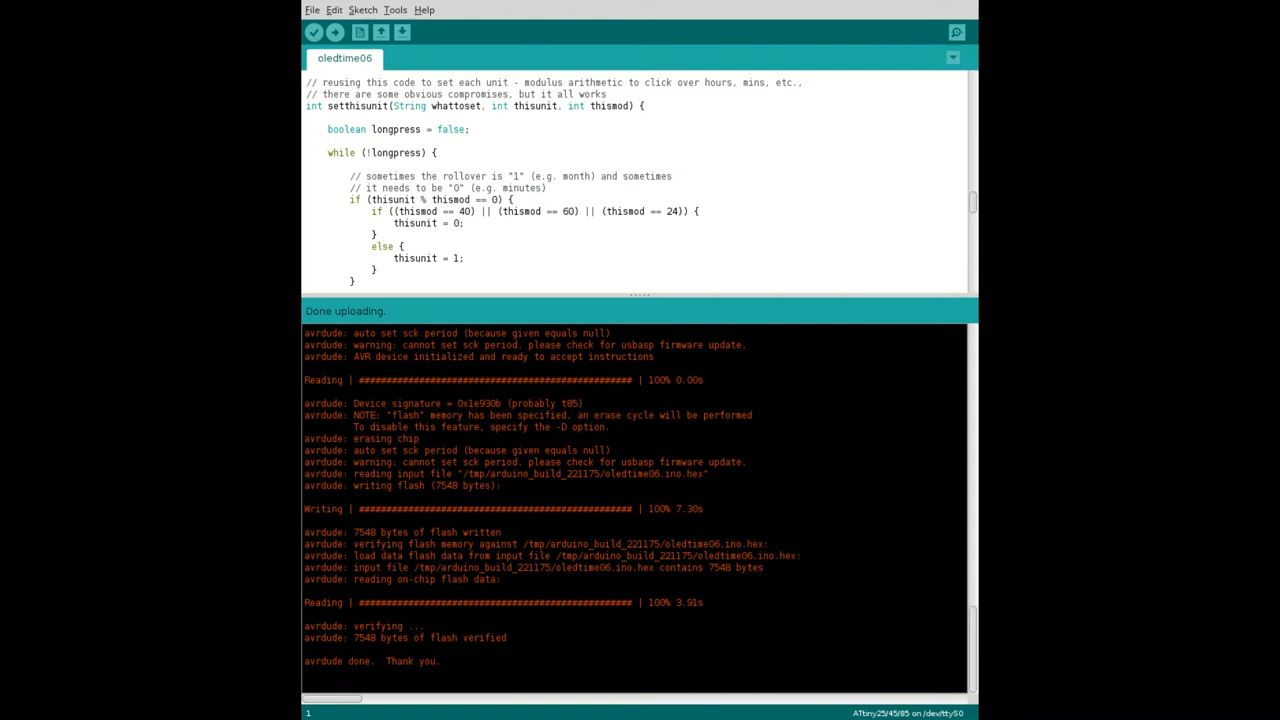 File Edit Sketch Tools Help
oledtime06
// reusing this code to set each unit - modulus arithmetic to click over hours, mins, etc.,
// there are some obvious compromises, but it all works
int setthisunit(String whattoset, int thisunit, int thismod) {
boolean longpress = false;
while (!longpress) {
// sometimes the rollover is "1" (e.g. month) and sometimes
// it needs to be "0" (e.g. minutes)
if (thisunit % thismod == 0) {
if ((thismod == 40) || (thismod == 60) || (thismod == 24)) {
thisunit = 0;
}
else {
thisunit = 1;
}
}
Done uploading.
avrdude: auto set sck period (because given equals null)
avrdude: warning: cannot set sck period. please check for usbasp firmware update.
avrdude: AVR device initialized and ready to accept instructions
Reading | ################################################## | 100% 0.00s
avrdude: Device signature = 0x1e930b (probably t85)
avrdude: NOTE: "flash" memory has been specified, an erase cycle will be performed
To disable this feature, specify the -D option.
avrdude: erasing chip
avrdude: auto set sck period (because given equals null)
avrdude: warning: cannot set sck period. please check for usbasp firmware update.
avrdude: reading input file "/tmp/arduino_build_221175/oledtime06.ino.hex"
avrdude: writing flash (7548 bytes):
Writing | ################################################## | 100% 7.30s
avrdude: 7548 bytes of flash written
avrdude: verifying flash memory against /tmp/arduino_build_221175/oledtime06.ino.hex:
avrdude: load data flash data from input file /tmp/arduino_build_221175/oledtime06.ino.hex:
avrdude: input file /tmp/arduino_build_221175/oledtime06.ino.hex contains 7548 bytes
avrdude: reading on-chip flash data:
Reading | ################################################## | 100% 3.91s
avrdude: verifying ...
avrdude: 7548 bytes of flash verified
avrdude done.  Thank you.
1 ATtiny25/45/85 on /dev/ttyS0